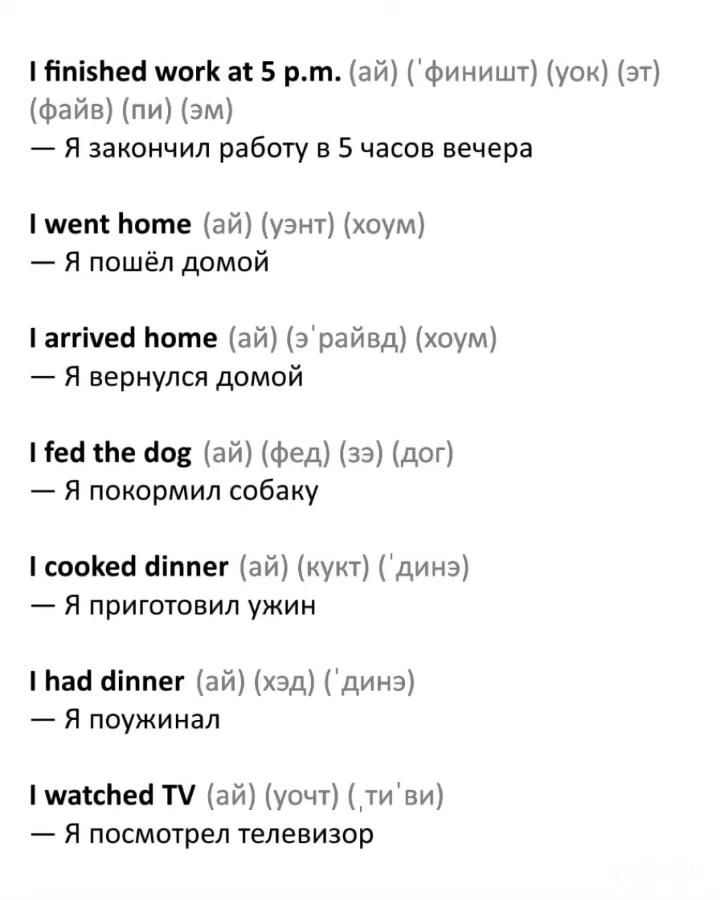 I finished work at 5 p.m. (ай) (ˈфиништ) (уок) (эт)
(файв) (пи) (эм)
— Я закончил работу в 5 часов вечера
I went home (ай) (уэнт) (хоум)
— Я пошёл домой
I arrived home (ай) (эˈрайвд) (хоум)
— Я вернулся домой
I fed the dog (ай) (фед) (зэ) (дог)
— Я покормил собаку
I cooked dinner (ай) (кукт) (ˈдинэ)
— Я приготовил ужин
I had dinner (ай) (хэд) (ˈдинэ)
— Я поужинал
I watched TV (ай) (уочт) (ˌтиˈви)
— Я посмотрел телевизор